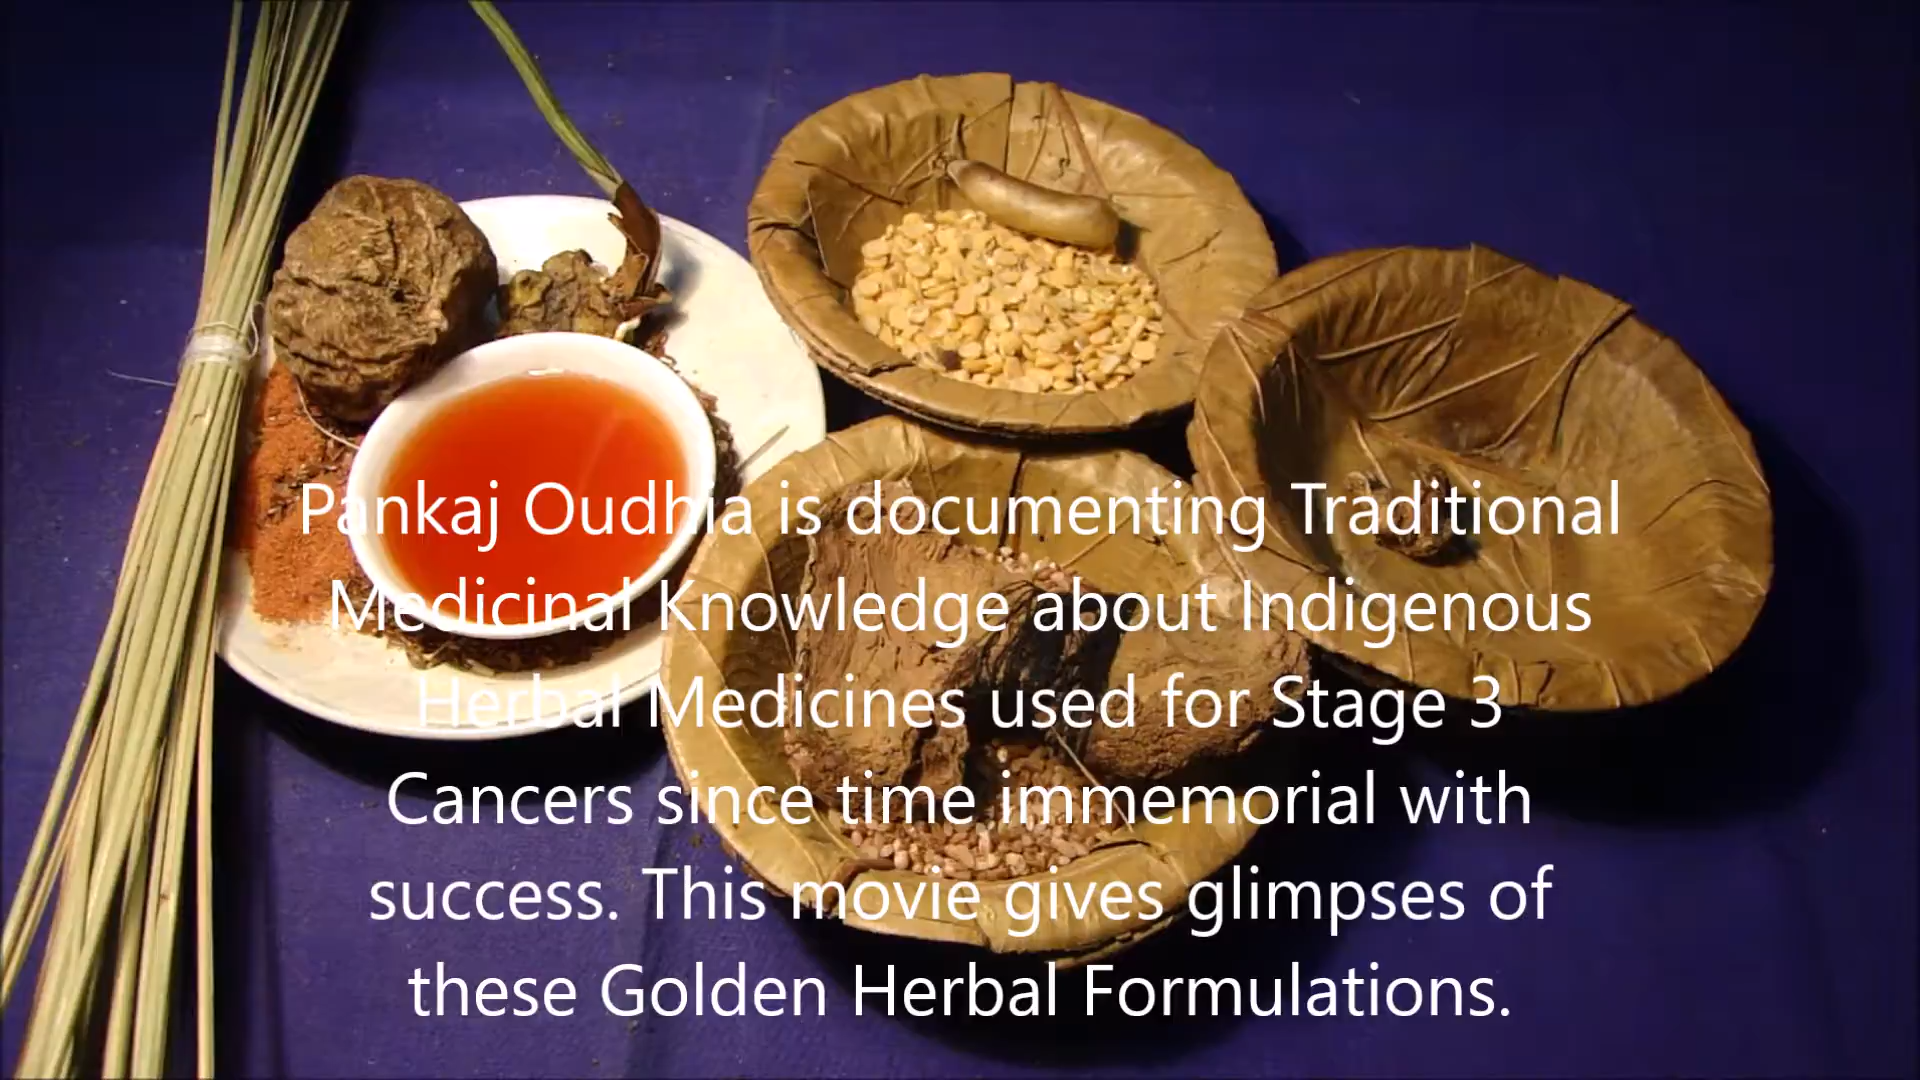 Pankaj Oudhia is documenting Traditional
Medicinal Knowledge about Indigenous
Herbal Medicines used for Stage 3
Cancers since time immemorial with
success. This movie gives glimpses of
these Golden Herbal Formulations.